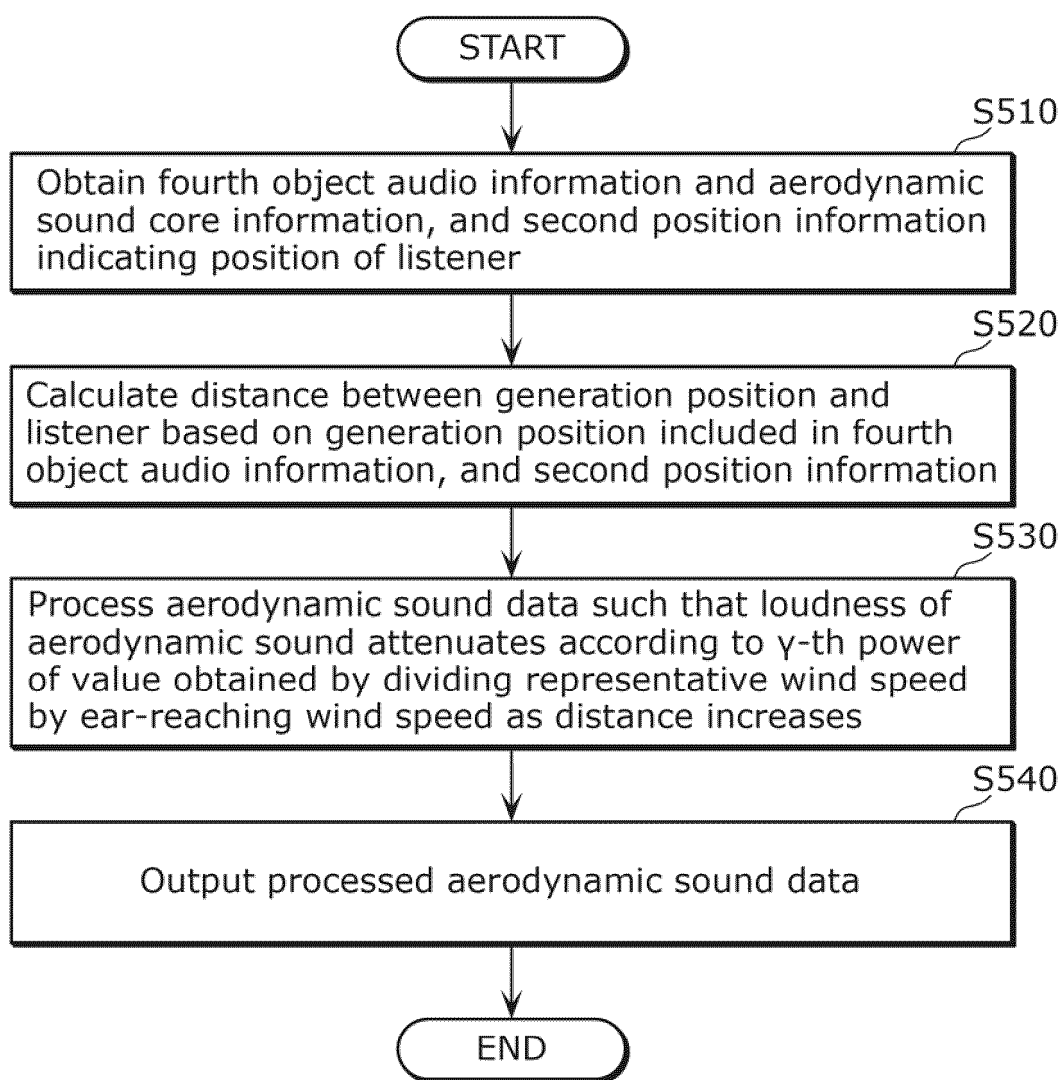 START
S510
Obtain fourth object audio information and aerodynamic
sound core information, and second position information
indicating position of listener
S520
Calculate distance between generation position and
listener based on generation position included in fourth
object audio information, and second position information
S530
Process aerodynamic sound data such that loudness of
aerodynamic sound attenuates according to γ-th power
of value obtained by dividing representative wind speed
by ear-reaching wind speed as distance increases
S540
Output processed aerodynamic sound data
END